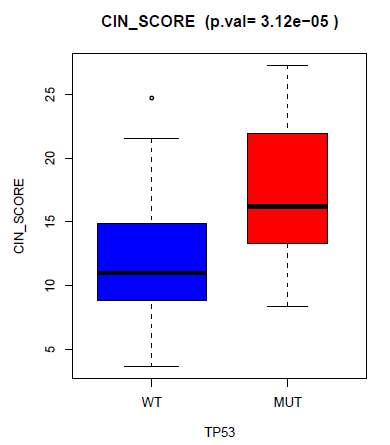 CIN_SCORE  (p.val= 3.12e−05 )
CIN_SCORE
25
20
15
10
5
WT MUT
TP53